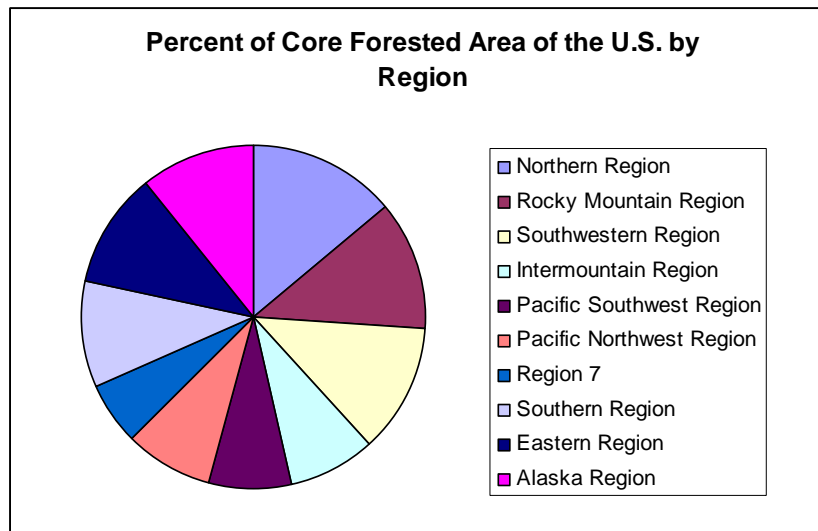 Percent of Core Forested Area of the U.S. by
Region
Northern Region
Rocky Mountain Region
Southwestern Region
Intermountain Region
Pacific Southwest Region
Pacific Northwest Region
Region 7
Southern Region
Eastern Region
Alaska Region